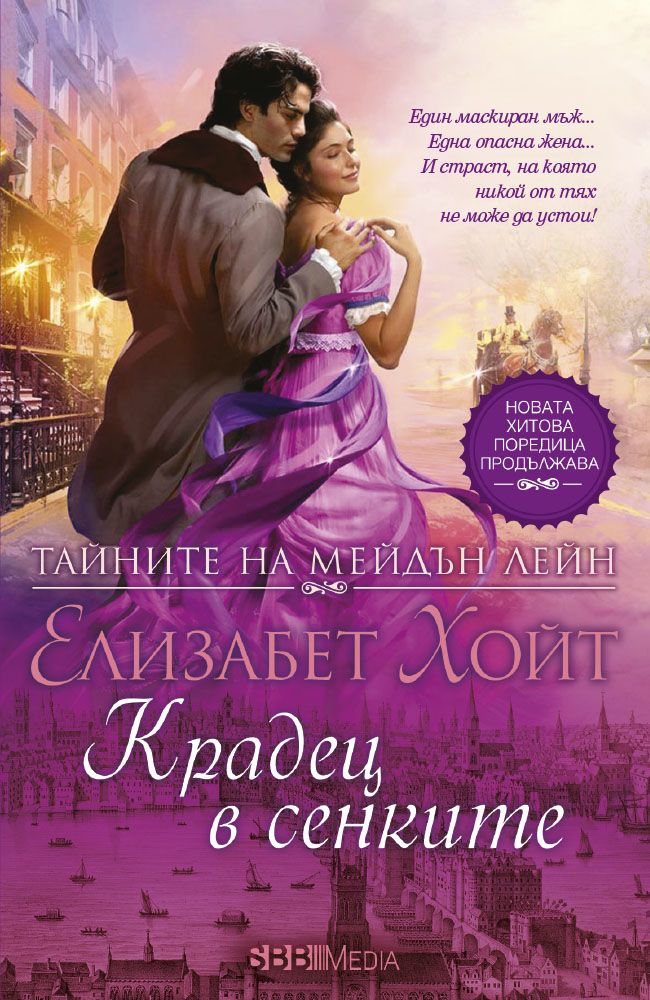 Един маскиран мъж...
Една опасна жена...
И страст, на която
никой от тях
не може да устои!
НОВАТА
ХИТОВА
ПОРЕДИЦА
ПРОДЪЛЖАВА
ТАЙНИТЕ НА МЕЙДЪН ЛЕЙН
ЕЛИЗАБЕТ ХОЙТ
Крадец
в сенките
SBB MEDIA